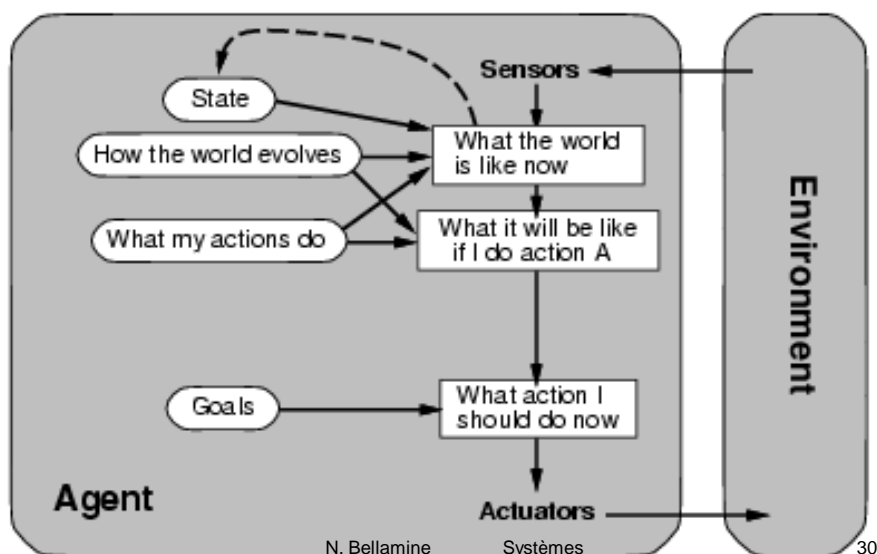 Sensors
State
What the world
is like now
How the world evolves
What it will be like
if I do action A
What my actions do
Environment
Goals
What action I
should do now
Agent
Actuators
N. Bellamine Systèmes 30